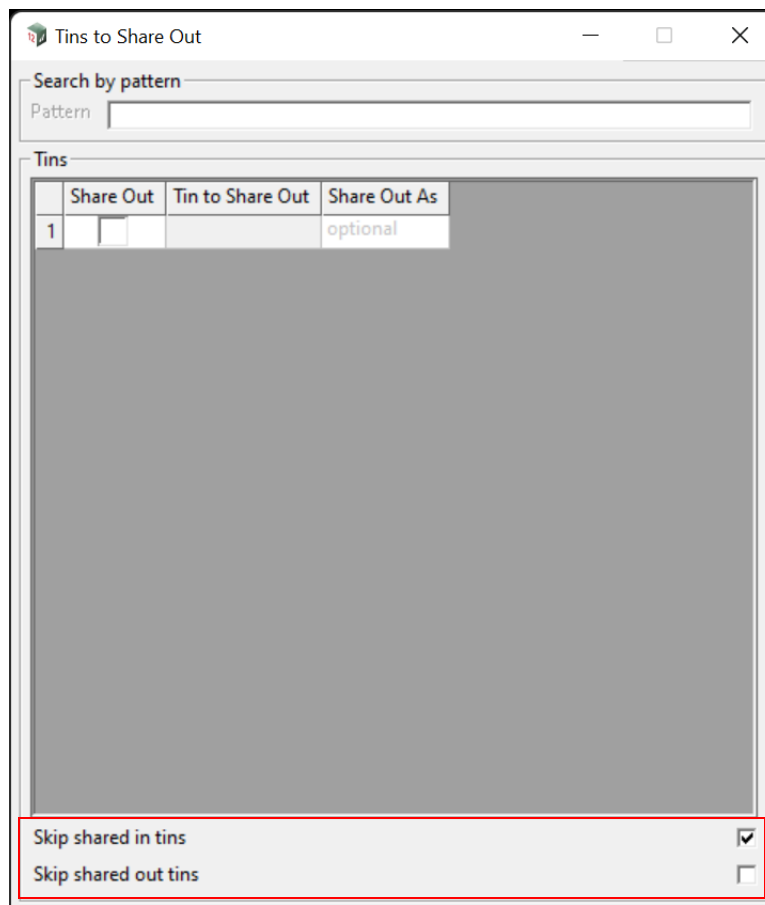 Tins to Share Out
Search by pattern
Pattern
Tins
Share Out Tin to Share Out Share Out As
1 optional
Skip shared in tins
Skip shared out tins